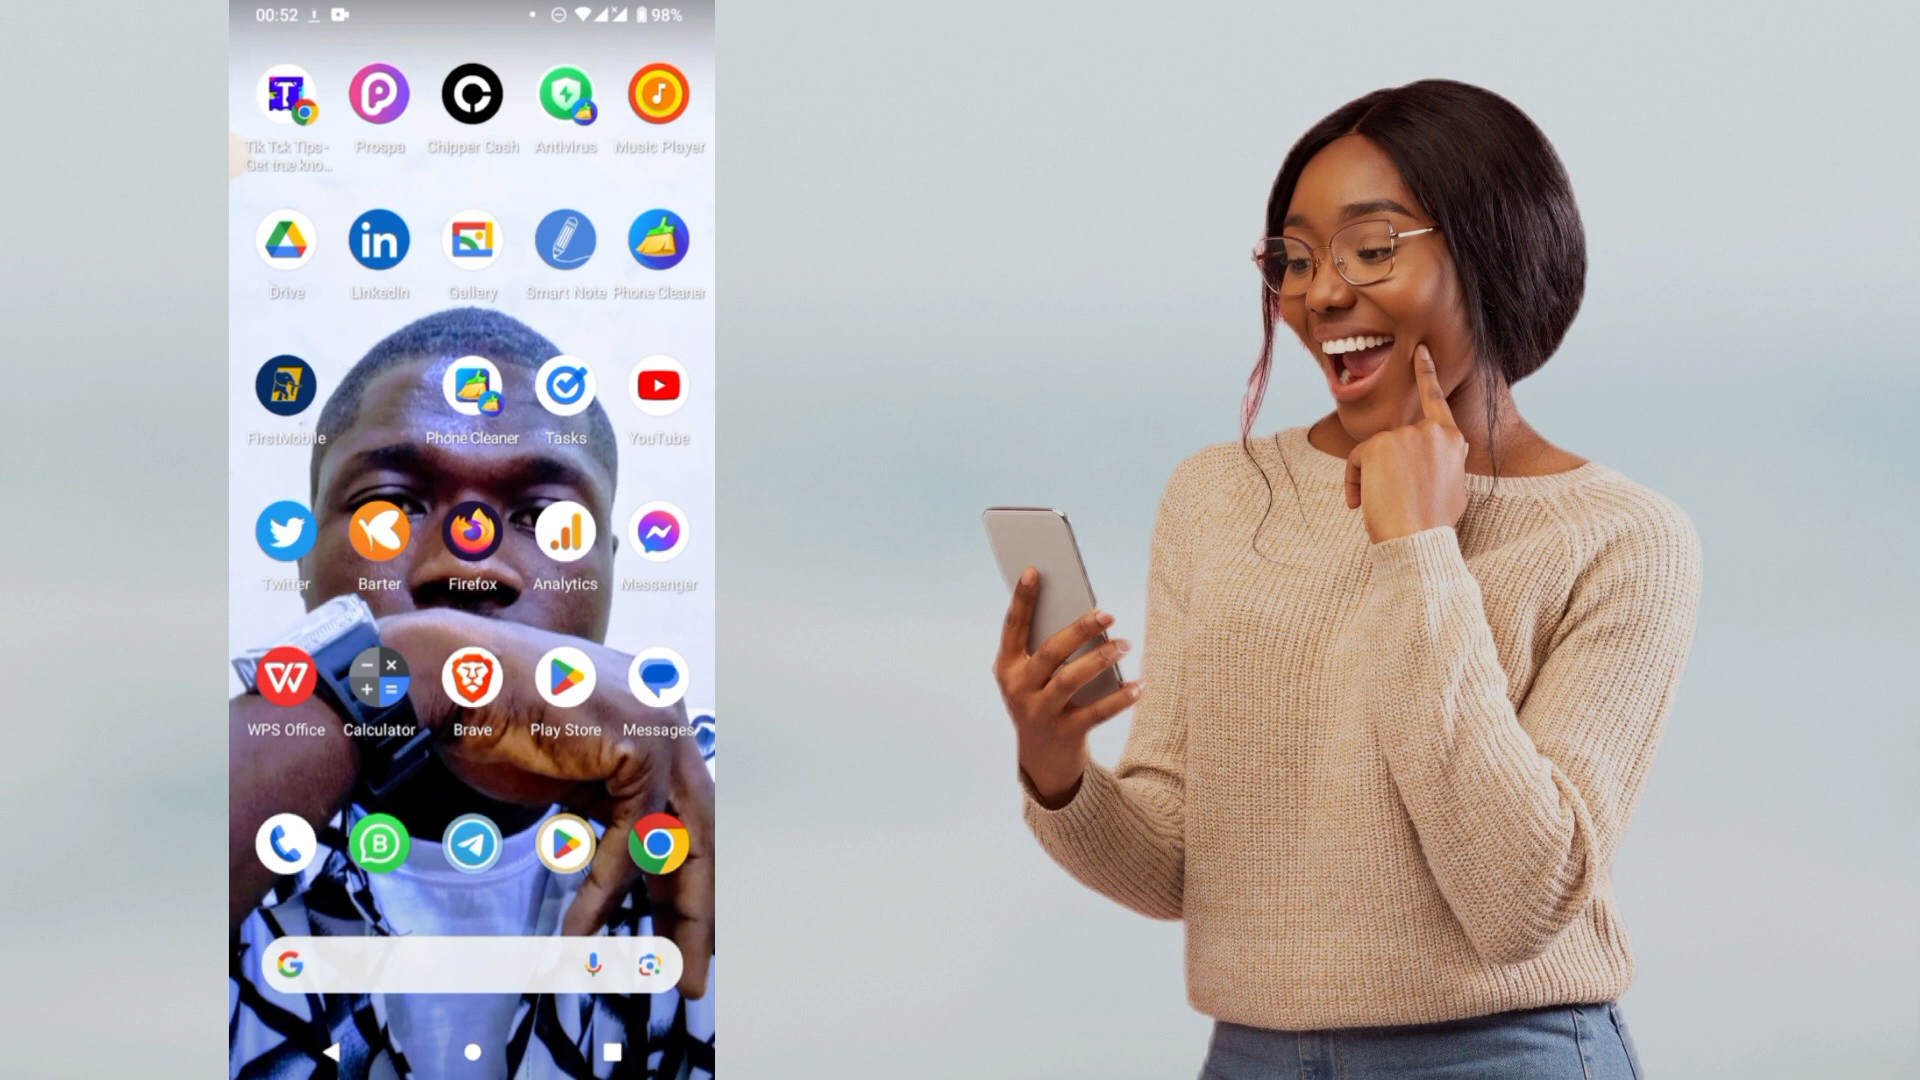 00:52 98%
Tik Tck Tips -
Get true kno...
Prospa
Chipper Cash
Antivirus
Music Player
Drive
LinkedIn
Gallery
Smart Note
Phone Cleaner
FirstMobile
Phone Cleaner
Tasks
YouTube
Twitter
Barter
Firefox
Analytics
Messenger
WPS Office
Calculator
Brave
Play Store
Messages